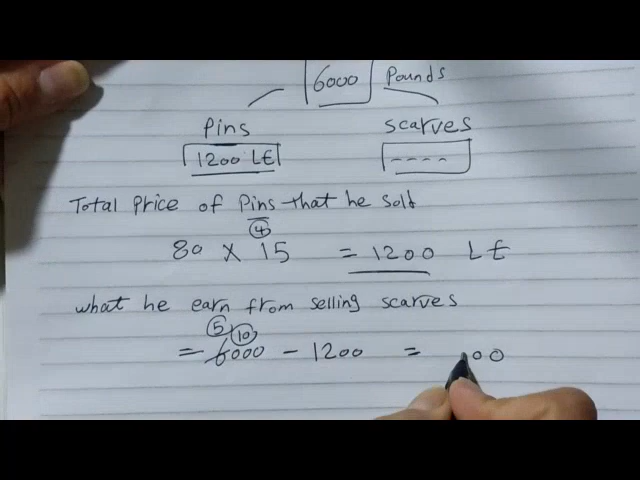 6000 Pounds
Pins scarves
1200 LE ----
Total Price of Pins that he sold
4
80 × 15 = 1200 LE
what he earn from selling scarves
5 10
= 6000 - 1200 = 00